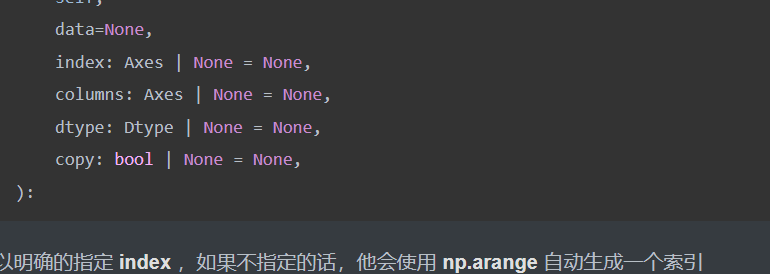 self,
data=None,
index: Axes | None = None,
columns: Axes | None = None,
dtype: Dtype | None = None,
copy: bool | None = None,
):
以明确的指定 index ，如果不指定的话，他会使用 np.arange 自动生成一个索引